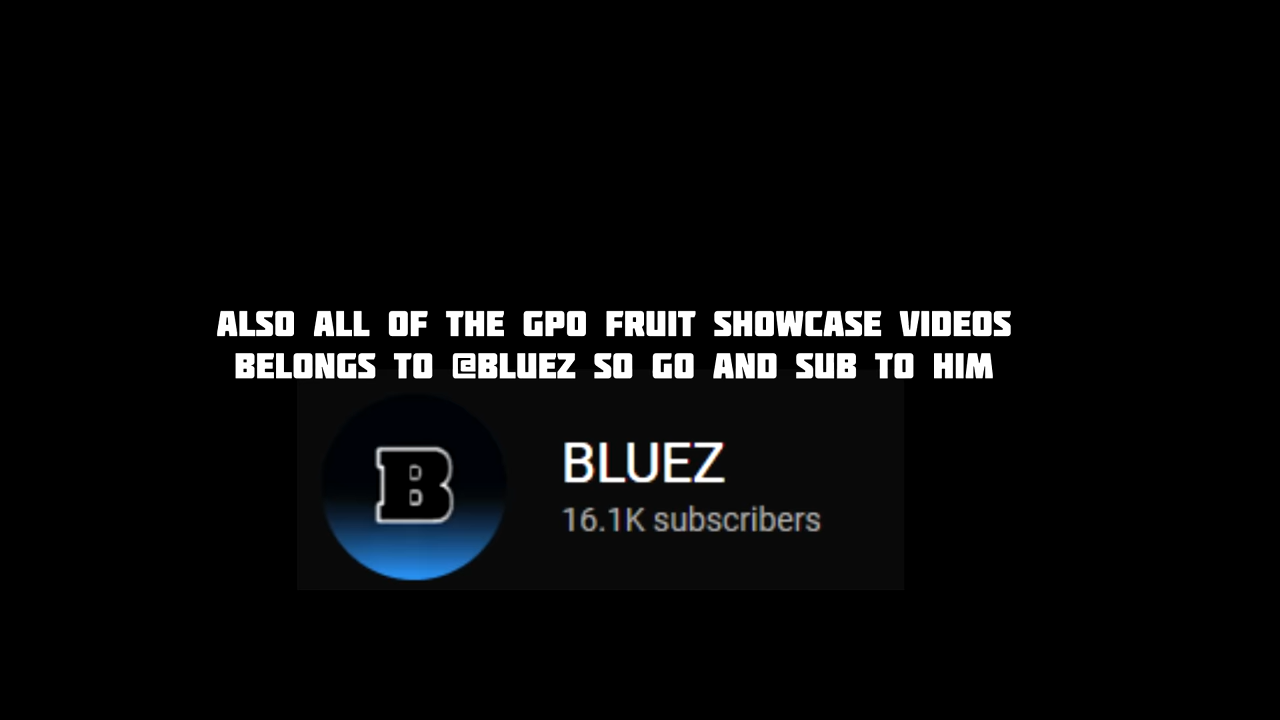 ALSO ALL OF THE GPO FRUIT SHOWCASE VIDEOS
BELONGS TO @BLUEZ SO GO AND SUB TO HIM
B
BLUEZ
16.1K subscribers